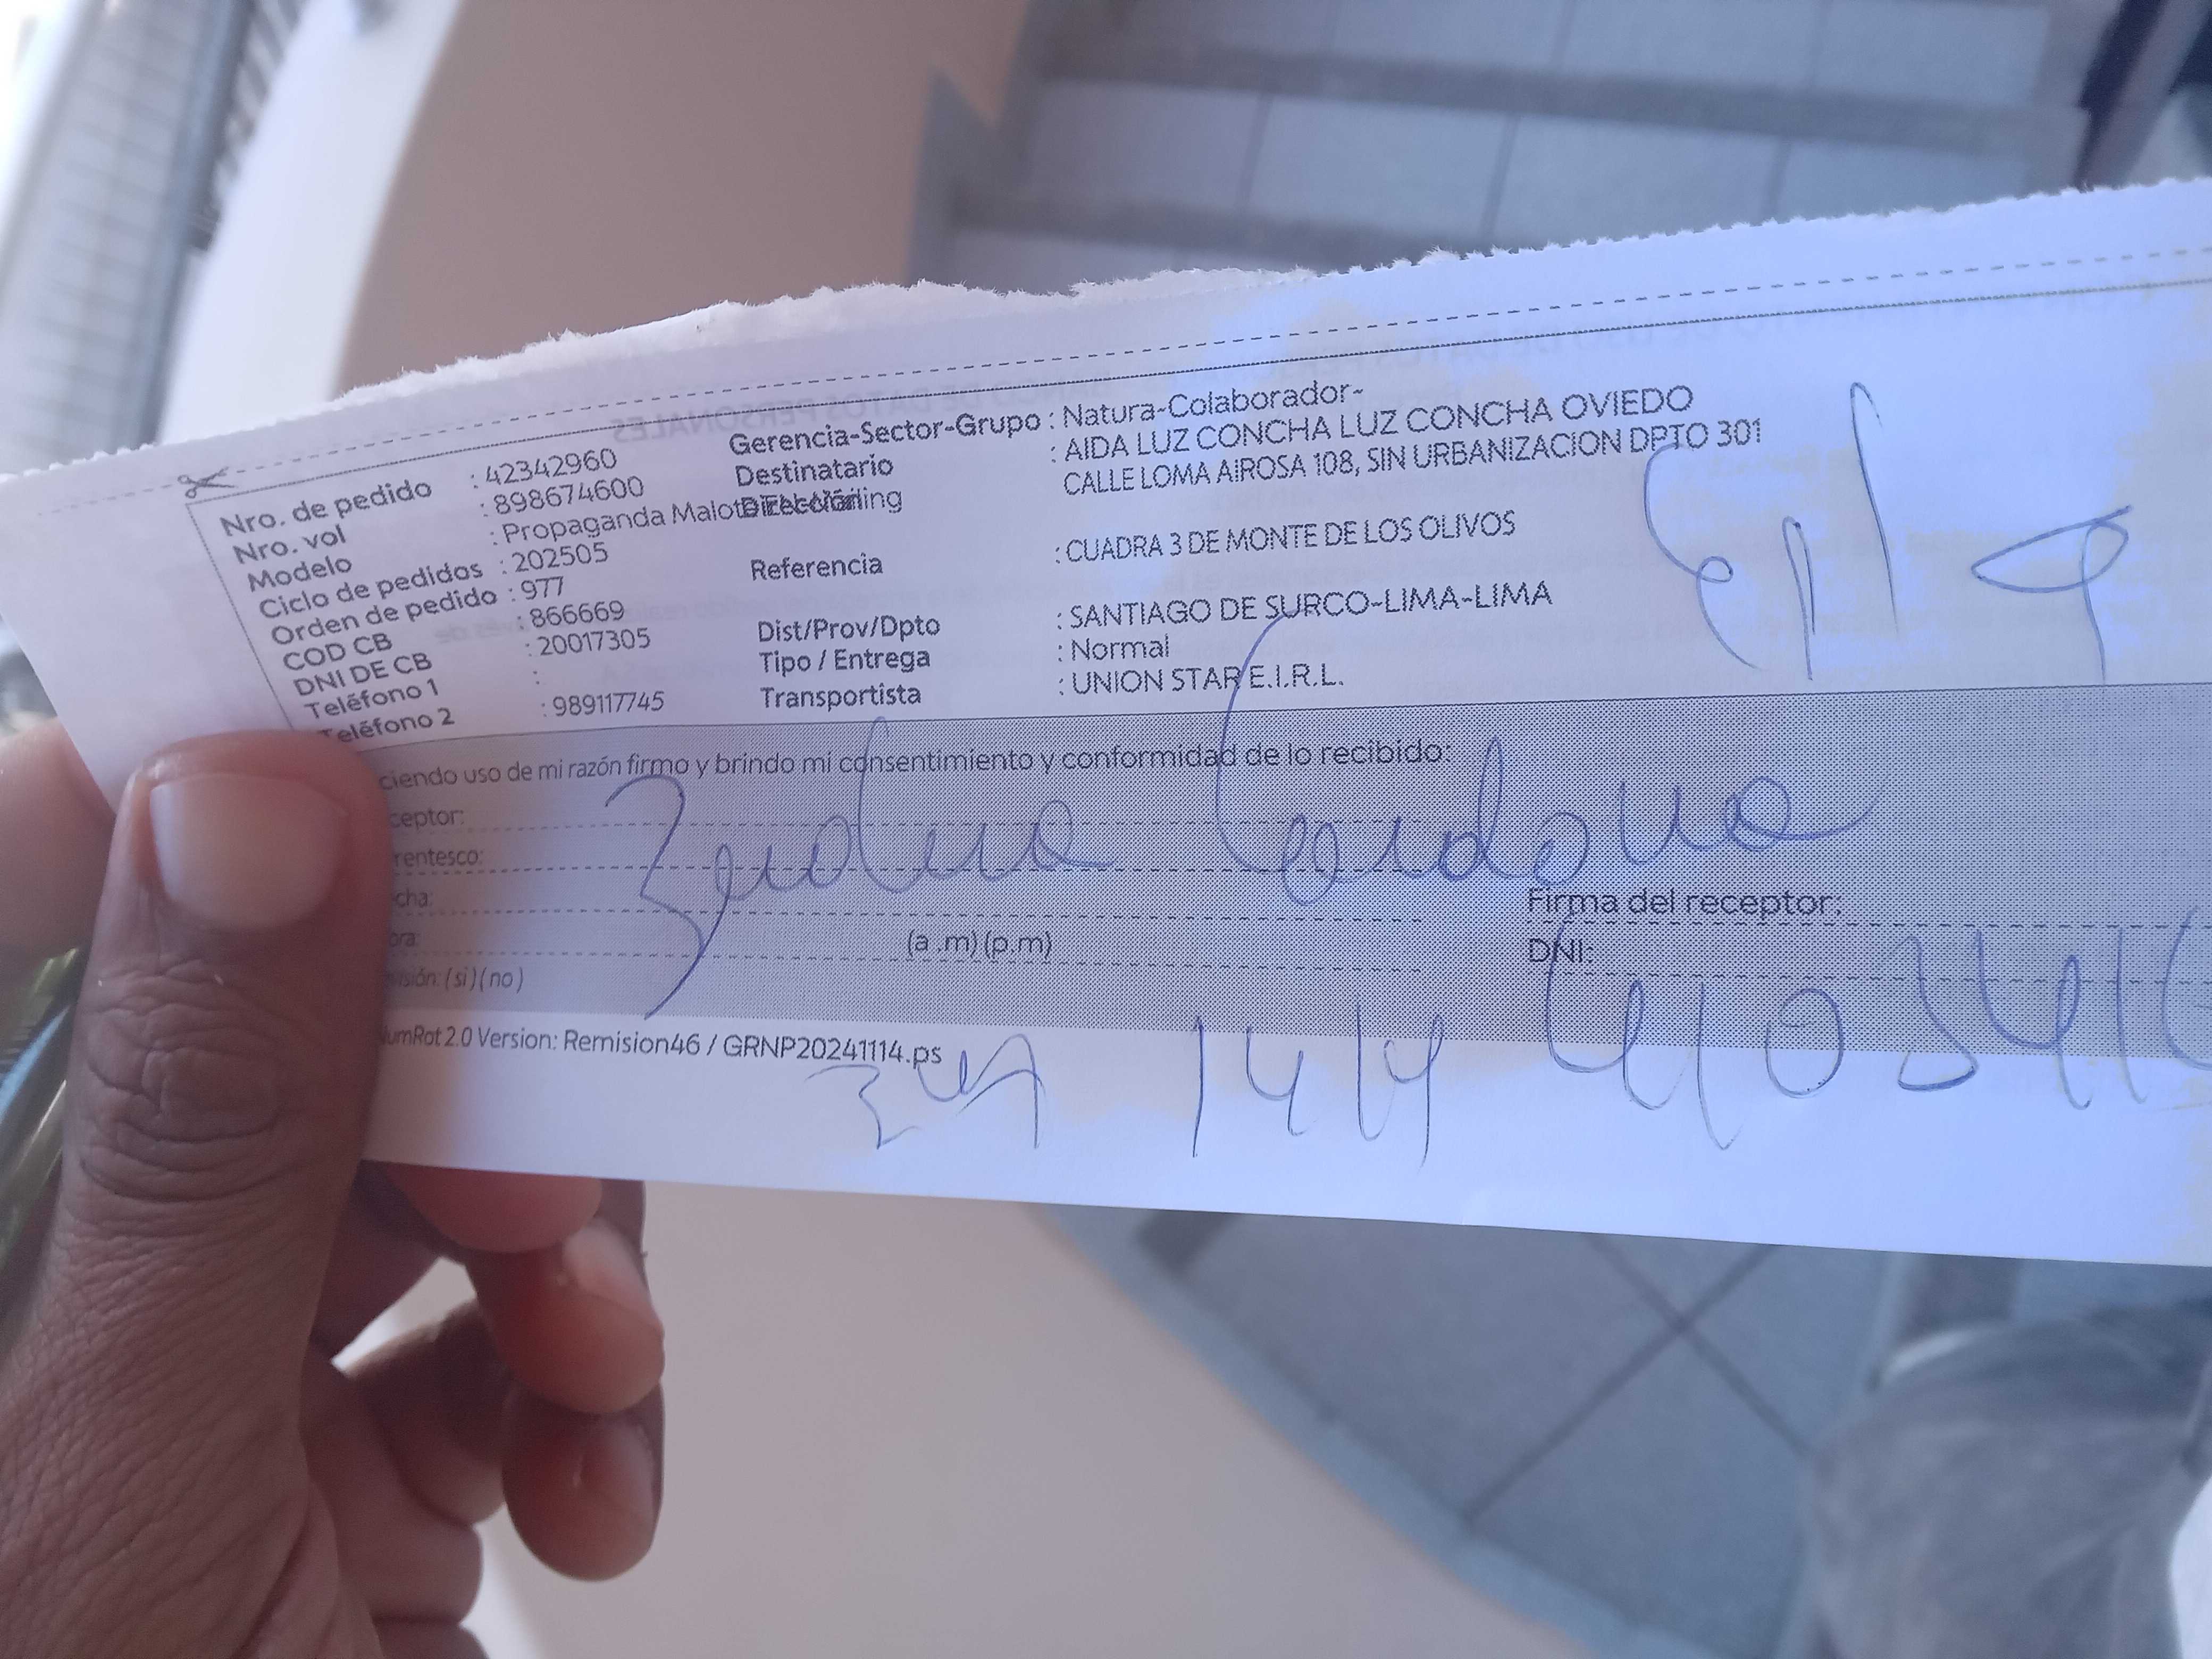 Nro. de pedido : 42342960
Nro. vol : 898674600
Modelo : Propaganda Malote
Ciclo de pedidos : 202505
Orden de pedido : 977
COD CB : 866669
DNI DE CB : 20017305
Teléfono 1 :
Teléfono 2 : 989117745
Gerencia-Sector-Grupo : Natura-Colaborador-
Destinatario : AIDA LUZ CONCHA LUZ CONCHA OVIEDO
Dirección CALLE LOMA AIROSA 108, SIN URBANIZACION DPTO 301
Referencia : CUADRA 3 DE MONTE DE LOS OLIVOS
Dist/Prov/Dpto : SANTIAGO DE SURCO-LIMA-LIMA
Tipo / Entrega : Normal
Transportista : UNION STAR E.I.R.L.
ciendo uso de mi razón firmo y brindo mi consentimiento y conformidad de lo recibido:
ceptor:
rentesco:
cha:
ora: (a .m) (p.m)
isión: (si) (no)
Firma del receptor:
DNI:
umRot 2.0 Version: Remision46 / GRNP20241114.ps